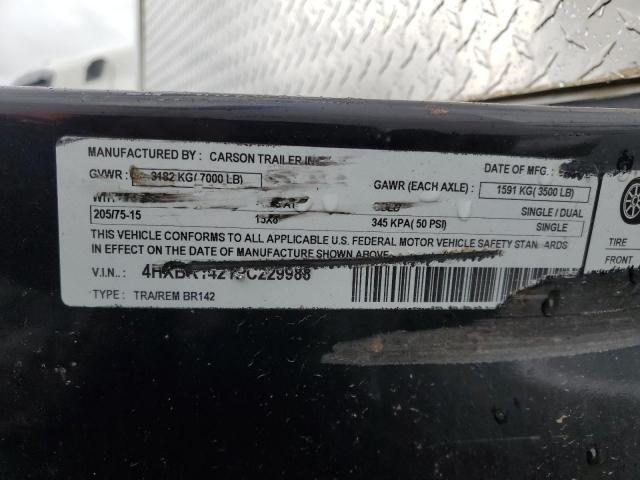 MANUFACTURED BY : CARSON TRAILER IN
DATE OF MFG. :
GVWR : 3182 KG( 7000 LB)
GAWR (EACH AXLE) : 1591 KG( 3500 LB)
SINGLE / DUAL
205/75-15 345 KPA( 50 PSI) SINGLE
THIS VEHICLE CONFORMS TO ALL APPLICABLE U.S. FEDERAL MOTOR VEHICLE SAFETY STANDARDS
IN EFFECT ON THE DATE OF MANUFACTURE SHOWN ABOVE.
V.I.N. :
TYPE : TRA/REM BR142
TIRE
FRONT